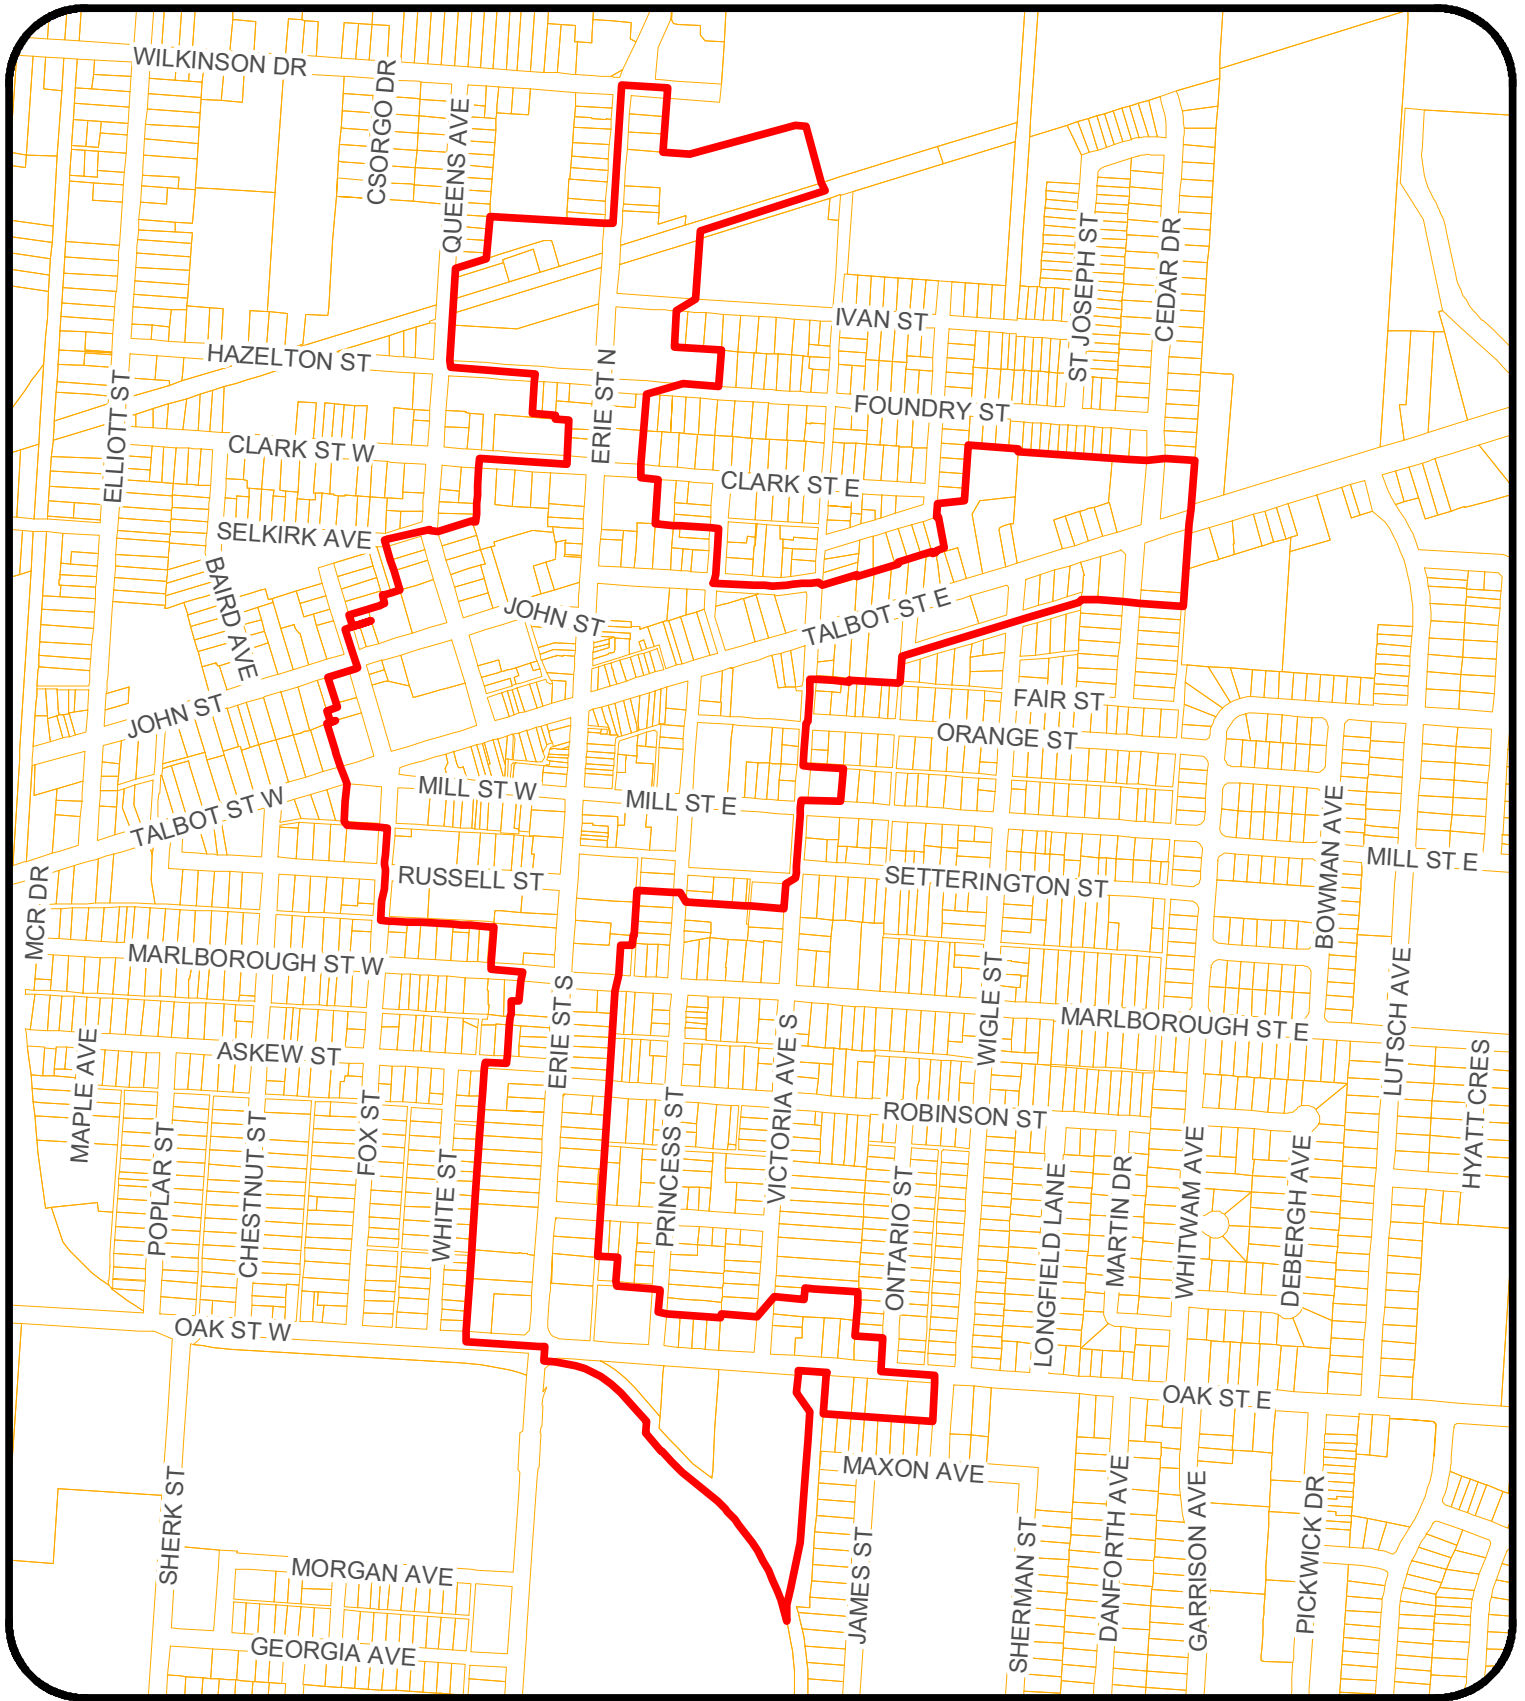 WILKINSON DR
CSORGO DR
QUEENS AVE
ST JOSEPH ST
CEDAR DR
IVAN ST
HAZELTON ST
ERIE ST N
ELLIOTT ST
FOUNDRY ST
CLARK ST W
CLARK ST E
SELKIRK AVE
BAIRD AVE
JOHN ST
TALBOT ST E
JOHN ST
FAIR ST
ORANGE ST
MILL ST W
MILL ST E
TALBOT ST W
BOWMAN AVE
MILL ST E
RUSSELL ST
SETTERINGTON ST
MCR DR
MARLBOROUGH ST W
WIGLE ST
LUTSCH AVE
ERIE ST S
VICTORIA AVE S
MARLBOROUGH ST E
MAPLE AVE
ASKEW ST
HYATT CRES
ROBINSON ST
POPLAR ST
CHESTNUT ST
FOX ST
WHITE ST
PRINCESS ST
ONTARIO ST
LONGFIELD LANE
MARTIN DR
WHITWAM AVE
DEBERGH AVE
OAK ST W
OAK ST E
MAXON AVE
SHERK ST
MORGAN AVE
JAMES ST
SHERMAN ST
DANFORTH AVE
GARRISON AVE
PICKWICK DR
GEORGIA AVE